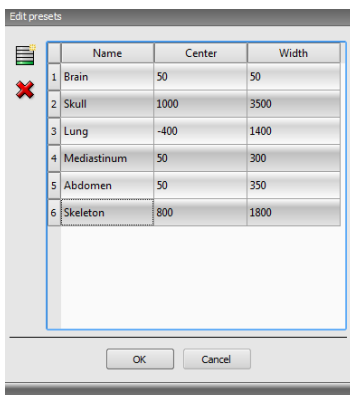 Edit presets
Name Center Width
1 Brain 50 50
2 Skull 1000 3500
3 Lung -400 1400
4 Mediastinum 50 300
5 Abdomen 50 350
6 Skeleton 800 1800
OK Cancel